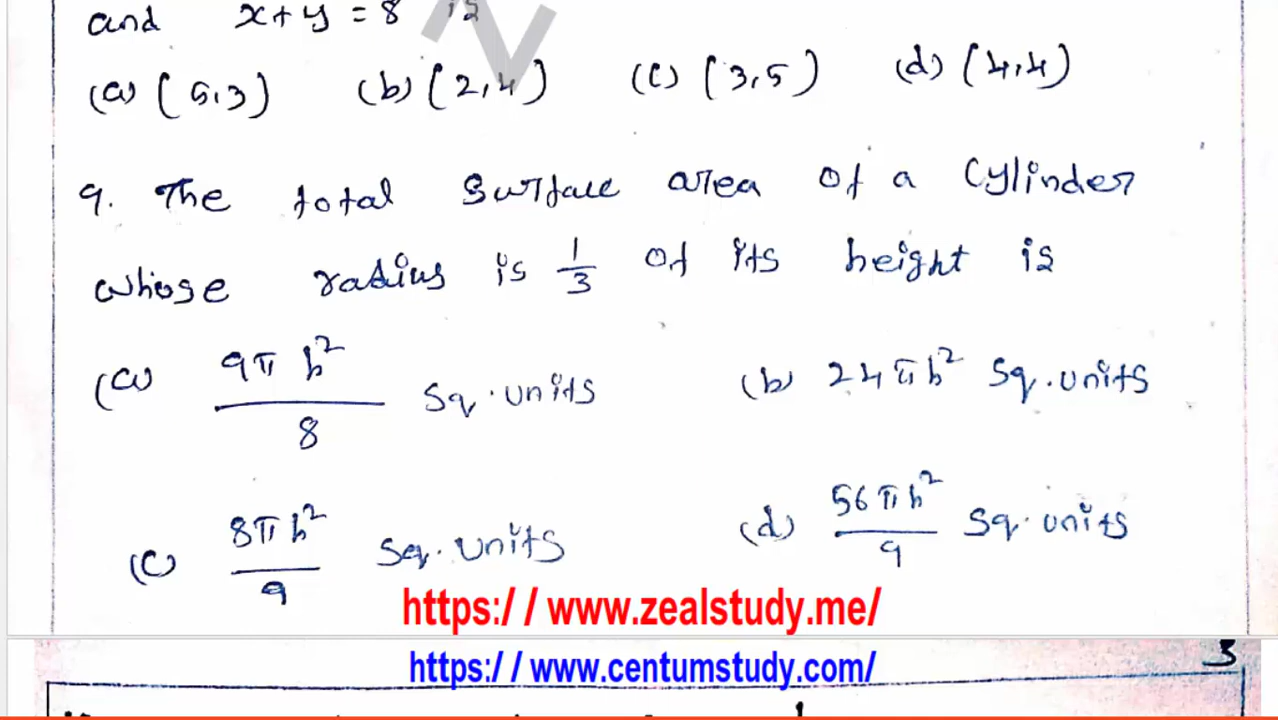 and x+y = 8 is
(a) (5,3) (b) (2,4) (c) (3,5) (d) (4,4)
9. The total surface area of a cylinder
whose radius is 1/3 of its height is
(a) 9πh²/8 sq.units (b) 24πh² sq.units
(c) 8πh²/9 sq.units (d) 56πh²/9 sq.units
https:// www.zealstudy.me/
3
https:// www.centumstudy.com/